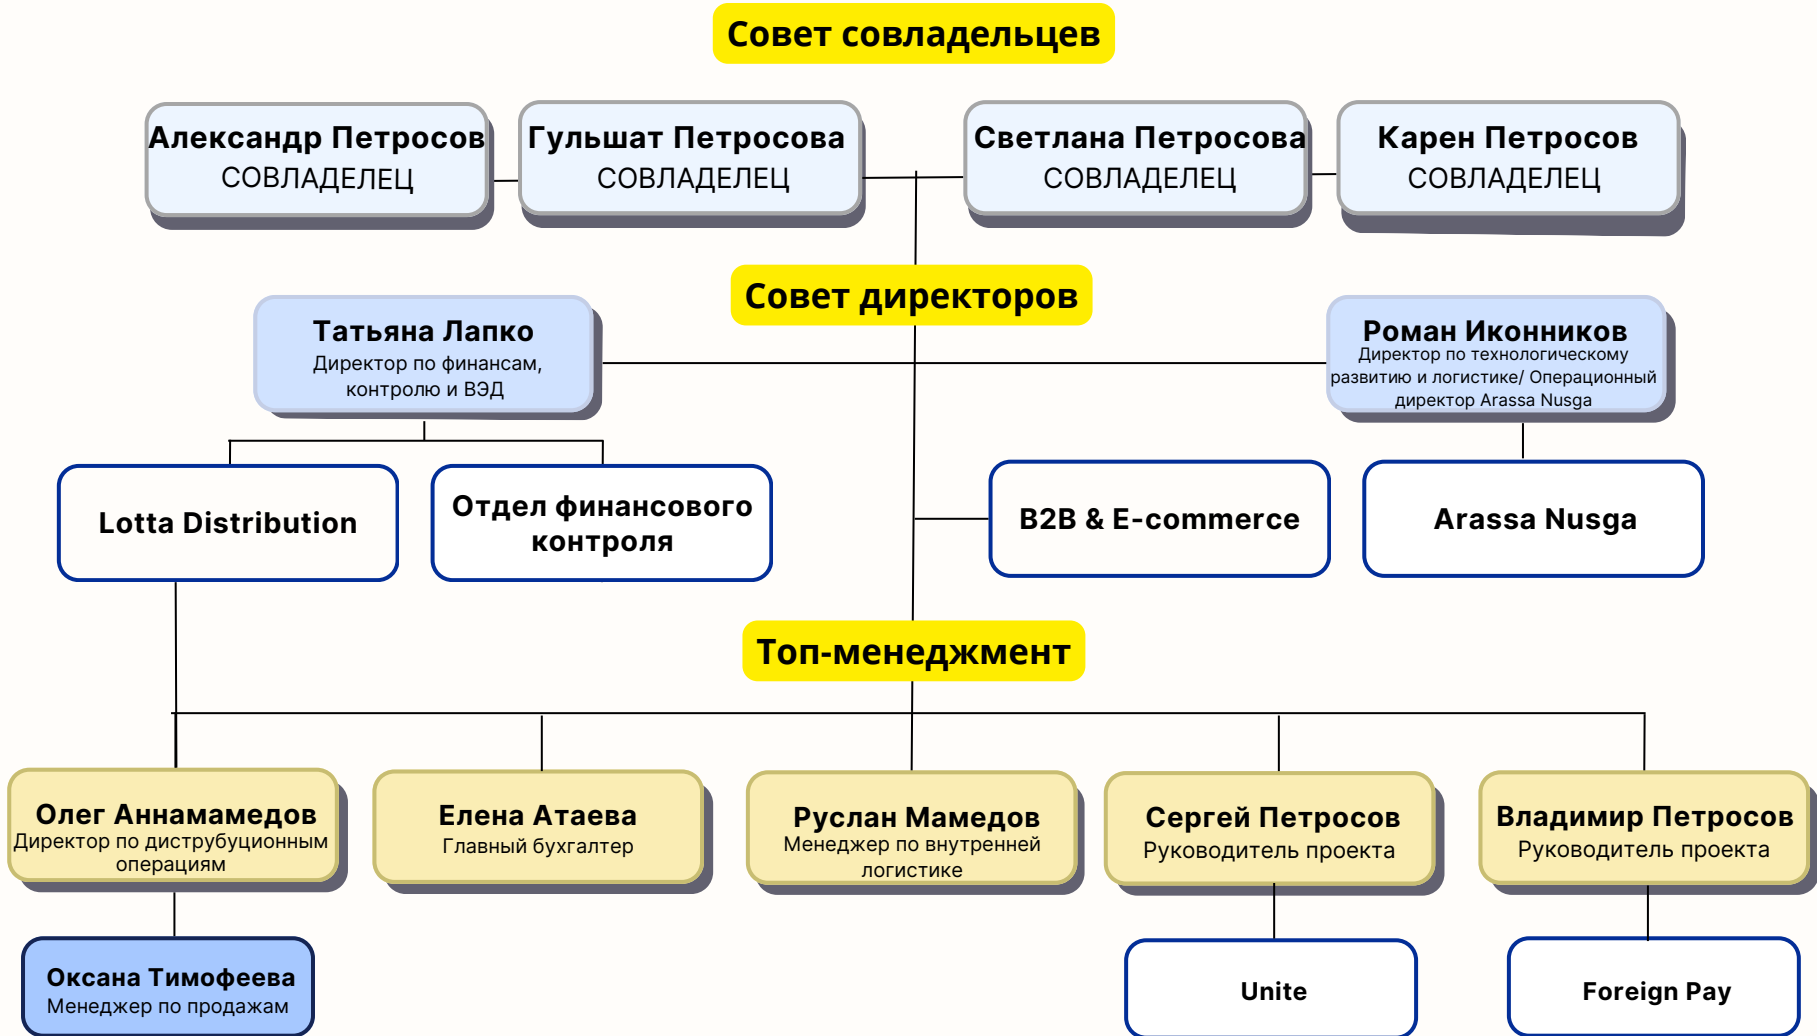 Совет совладельцев
Александр Петросов
СОВЛАДЕЛЕЦ
Гульшат Петросова
СОВЛАДЕЛЕЦ
Светлана Петросова
СОВЛАДЕЛЕЦ
Карен Петросов
СОВЛАДЕЛЕЦ
Совет директоров
Татьяна Лапко
Директор по финансам,
контролю и ВЭД
Роман Иконников
Директор по технологическому
развитию и логистике/ Операционный
директор Arassa Nusga
Lotta Distribution
Отдел финансового
контроля
B2B & E-commerce
Arassa Nusga
Топ-менеджмент
Олег Аннамамедов
Директор по диструбуционным
операциям
Елена Атаева
Главный бухгалтер
Руслан Мамедов
Менеджер по внутренней
логистике
Сергей Петросов
Руководитель проекта
Владимир Петросов
Руководитель проекта
Оксана Тимофеева
Менеджер по продажам
Unite
Foreign Pay